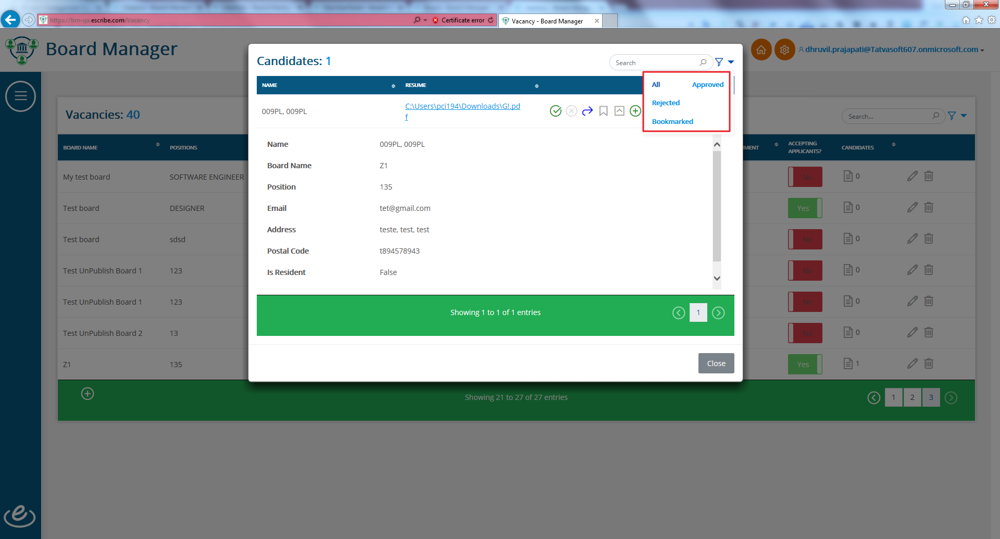 https://bm-qa.escribe.com/Vacancy
Certificate error
Vacancy - Board Manager
Board Manager
dhruvil.prajapati@Tatvasoft607.onmicrosoft.com
Candidates: 1
Search
All
Approved
Rejected
Bookmarked
NAME
RESUME
009PL, 009PL
C:\Users\pci194\Downloads\G!.pd
f
Name
009PL, 009PL
Board Name
Z1
Position
135
Email
tet@gmail.com
Address
teste, test, test
Postal Code
t894578943
Is Resident
False
Showing 1 to 1 of 1 entries
1
Close
Vacancies: 40
Search...
BOARD NAME
POSITIONS
MENT
ACCEPTING
APPLICANTS?
CANDIDATES
My test board
SOFTWARE ENGINEER
No
0
Test board
DESIGNER
Yes
0
Test board
sdsd
No
0
Test UnPublish Board 1
123
No
0
Test UnPublish Board 1
123
No
0
Test UnPublish Board 2
13
No
0
Z1
135
Yes
1
Showing 21 to 27 of 27 entries
1
2
3